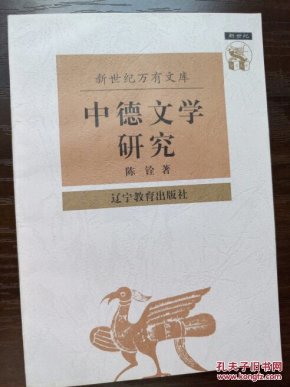 新世纪
新世纪万有文库
中德文学
研究
陈铨著
辽宁教育出版社
孔夫子旧书网